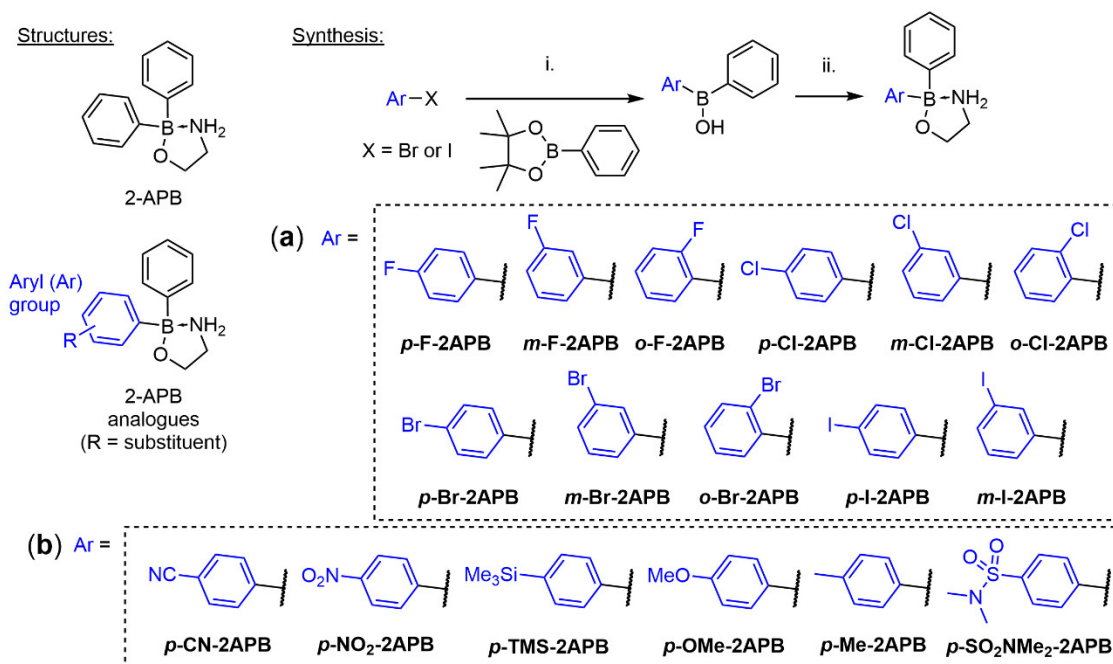 Structures:
Synthesis:
B
NH2
O
2-APB
Aryl (Ar)
group
R
B
NH2
O
2-APB
analogues
(R = substituent)
Ar
X
X = Br or I
i.
O
B
O
Ar
B
OH
ii.
Ar
B
NH2
O
(a) Ar =
F
F
F
Cl
Cl
Cl
p-F-2APB m-F-2APB o-F-2APB p-Cl-2APB m-Cl-2APB o-Cl-2APB
Br
Br
Br
I
I
p-Br-2APB m-Br-2APB o-Br-2APB p-I-2APB m-I-2APB
(b) Ar =
NC
NO2
Me3Si
MeO
O
O
S
N
p-CN-2APB p-NO2-2APB p-TMS-2APB p-OMe-2APB p-Me-2APB p-SO2NMe2-2APB